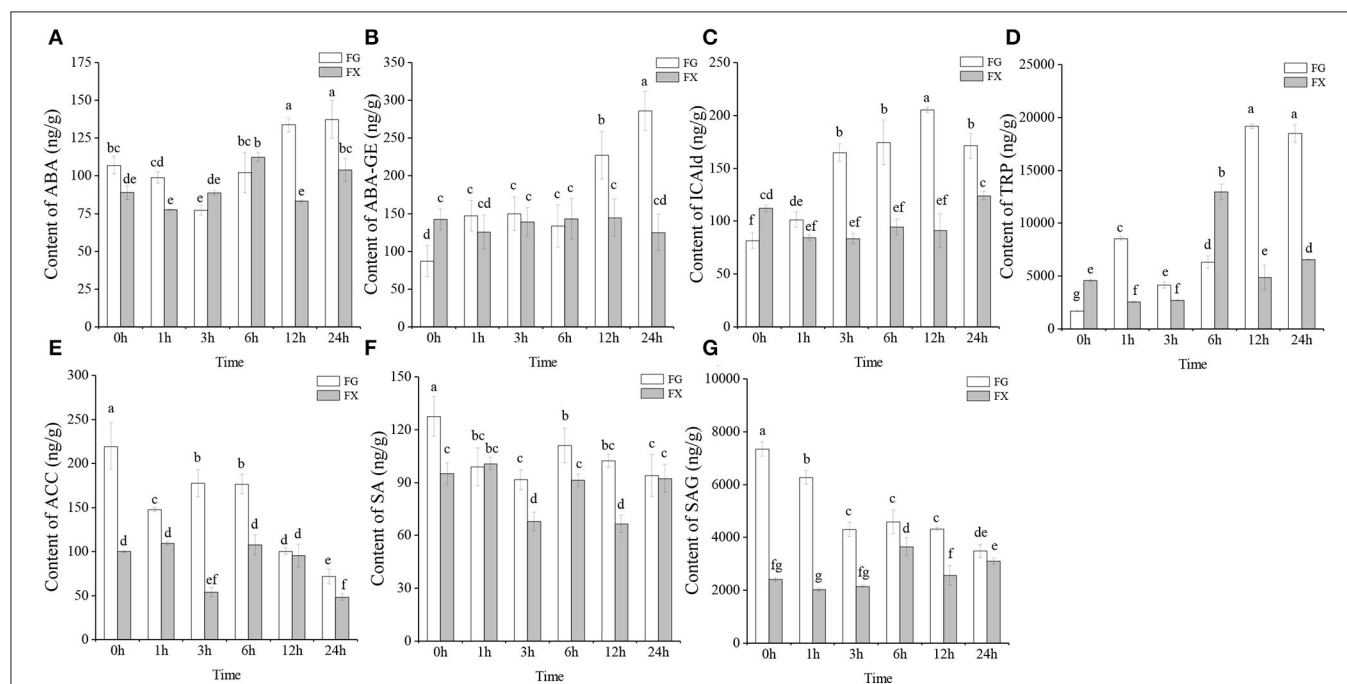 A
Content of ABA (ng/g)
FG
FX
175
150
125
100
75
50
25
0
bc de cd e e de bc b a e a bc
0h 1h 3h 6h 12h 24h
Time
B
Content of ABA-GE (ng/g)
FG
FX
350
300
250
200
150
100
50
0
d c c cd c c c c b c a cd
0h 1h 3h 6h 12h 24h
Time
C
Content of ICAld (ng/g)
FG
FX
250
200
150
100
50
0
f cd de ef b ef b ef a ef b c
0h 1h 3h 6h 12h 24h
Time
D
Content of TRP (ng/g)
FG
FX
25000
20000
15000
10000
5000
0
g e c f e f d b a e a d
0h 1h 3h 6h 12h 24h
Time
E
Content of ACC (ng/g)
FG
FX
300
250
200
150
100
50
0
a d c d b ef b d d d e f
0h 1h 3h 6h 12h 24h
Time
F
Content of SA (ng/g)
FG
FX
150
120
90
60
30
0
a c bc bc c d b c bc d c c
0h 1h 3h 6h 12h 24h
Time
G
Content of SAG (ng/g)
FG
FX
10000
8000
6000
4000
2000
0
a fg b g c fg c d c f de e
0h 1h 3h 6h 12h 24h
Time